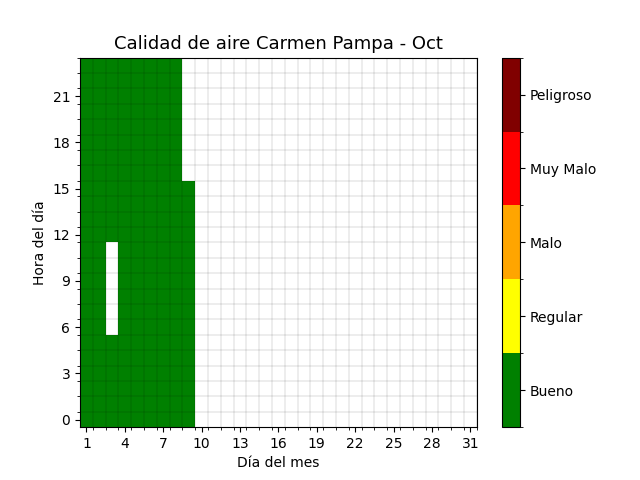 Calidad de aire Carmen Pampa - Oct
Hora del día
21
18
15
12
9
6
3
0
1 4 7 10 13 16 19 22 25 28 31
Día del mes
Peligroso
Muy Malo
Malo
Regular
Bueno